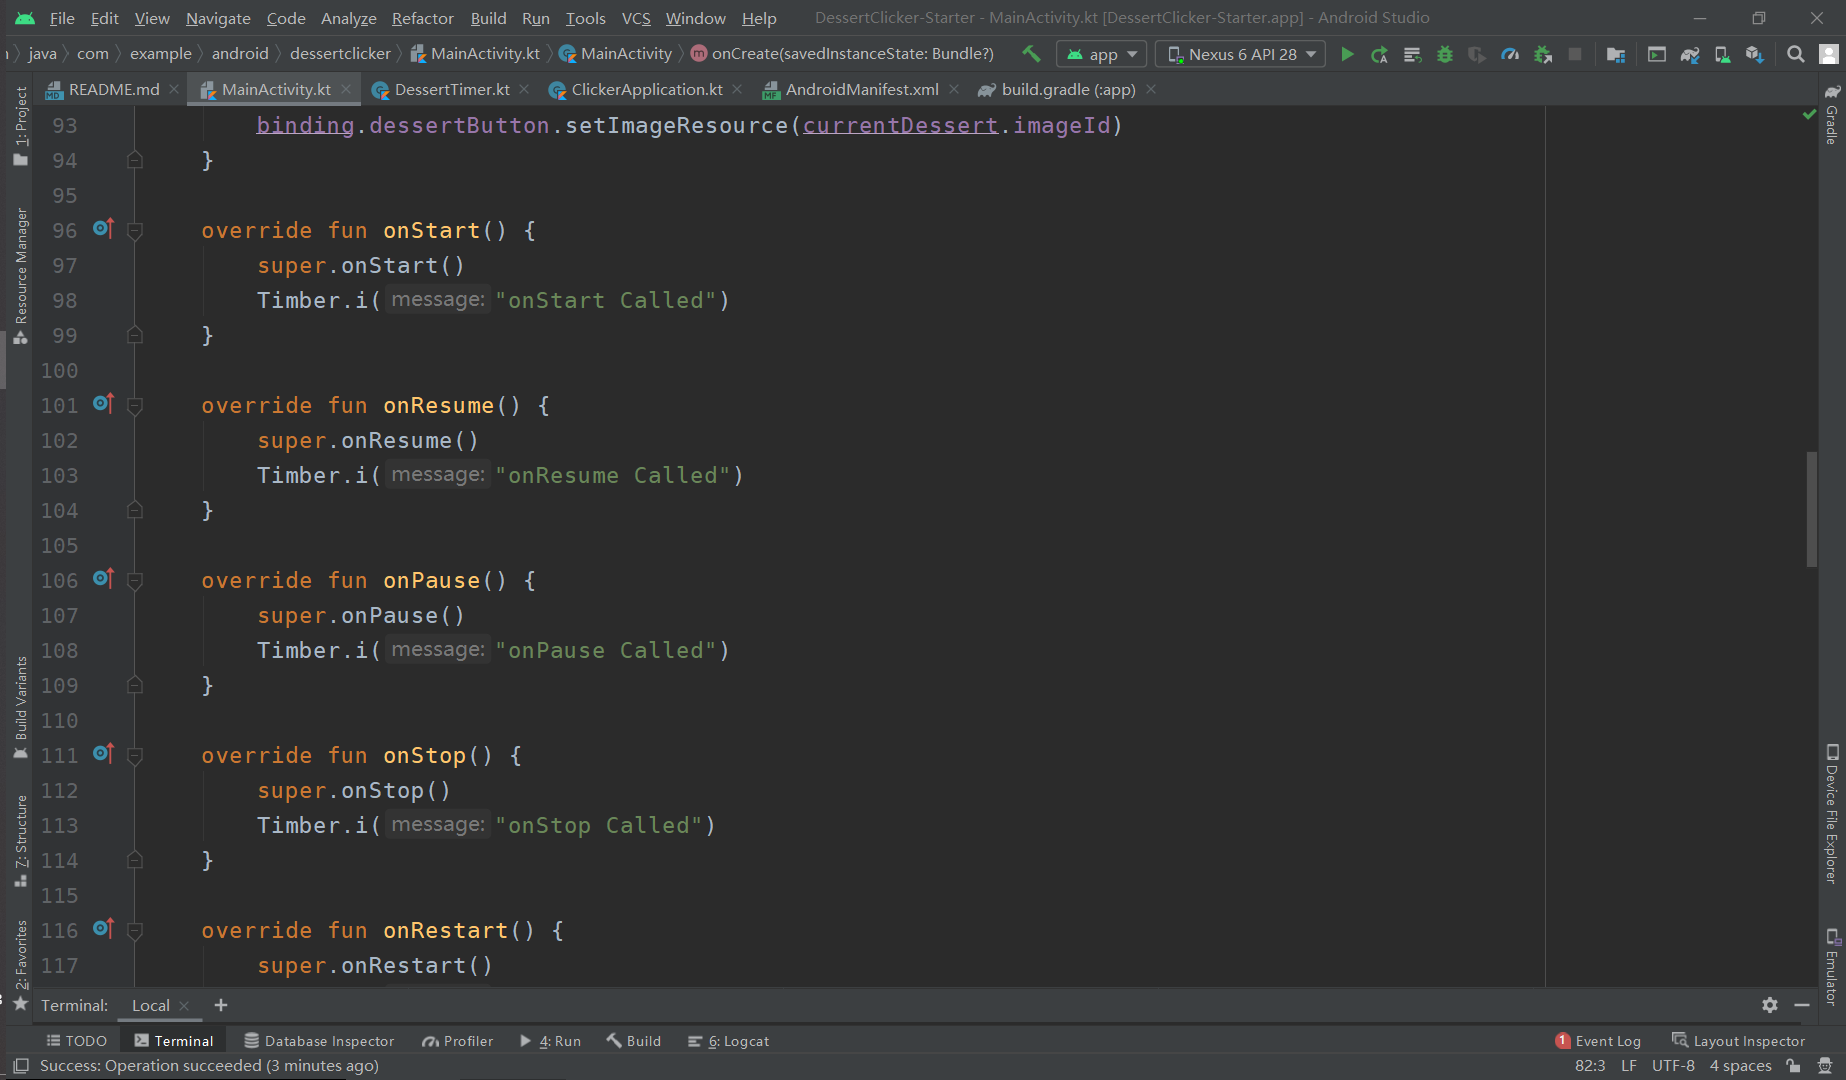 File Edit View Navigate Code Analyze Refactor Build Run Tools VCS Window Help DessertClicker-Starter - MainActivity.kt [DessertClicker-Starter.app] - Android Studio
java com example android dessertclicker MainActivity.kt MainActivity onCreate(savedInstanceState: Bundle?) app Nexus 6 API 28
README.md MainActivity.kt DessertTimer.kt ClickerApplication.kt AndroidManifest.xml build.gradle (:app)
1: Project
Resource Manager
Build Variants
7: Structure
2: Favorites
93 binding.dessertButton.setImageResource(currentDessert.imageId)
94 }
95
96 override fun onStart() {
97 super.onStart()
98 Timber.i( message: "onStart Called")
99 }
100
101 override fun onResume() {
102 super.onResume()
103 Timber.i( message: "onResume Called")
104 }
105
106 override fun onPause() {
107 super.onPause()
108 Timber.i( message: "onPause Called")
109 }
110
111 override fun onStop() {
112 super.onStop()
113 Timber.i( message: "onStop Called")
114 }
115
116 override fun onRestart() {
117 super.onRestart()
Gradle
Device File Explorer
Emulator
Terminal: Local +
TODO Terminal Database Inspector Profiler 4: Run Build 6: Logcat 1 Event Log Layout Inspector
Success: Operation succeeded (3 minutes ago) 82:3 LF UTF-8 4 spaces